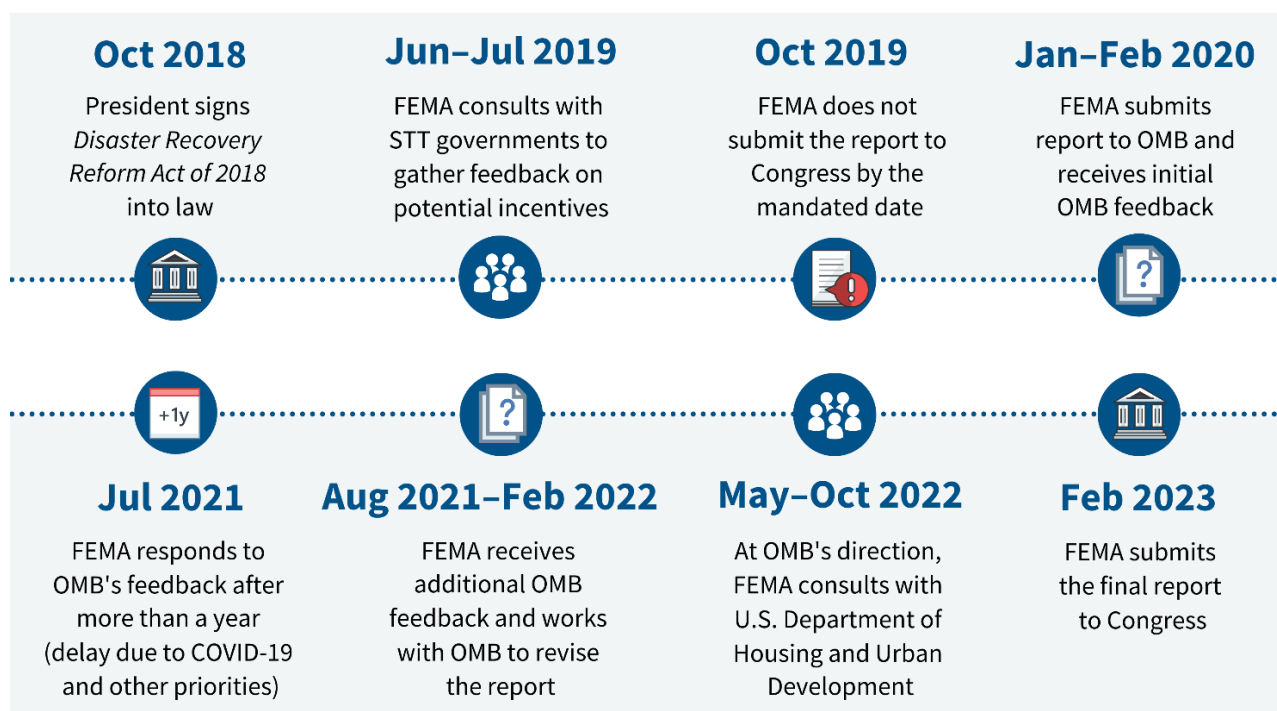 Oct 2018
President signs
Disaster Recovery
Reform Act of 2018
into law
Jun–Jul 2019
FEMA consults with
STT governments to
gather feedback on
potential incentives
Oct 2019
FEMA does not
submit the report to
Congress by the
mandated date
Jan–Feb 2020
FEMA submits
report to OMB and
receives initial
OMB feedback
?
+1y
Jul 2021
FEMA responds to
OMB's feedback after
more than a year
(delay due to COVID-19
and other priorities)
?
Aug 2021–Feb 2022
FEMA receives
additional OMB
feedback and works
with OMB to revise
the report
May–Oct 2022
At OMB's direction,
FEMA consults with
U.S. Department of
Housing and Urban
Development
Feb 2023
FEMA submits
the final report
to Congress